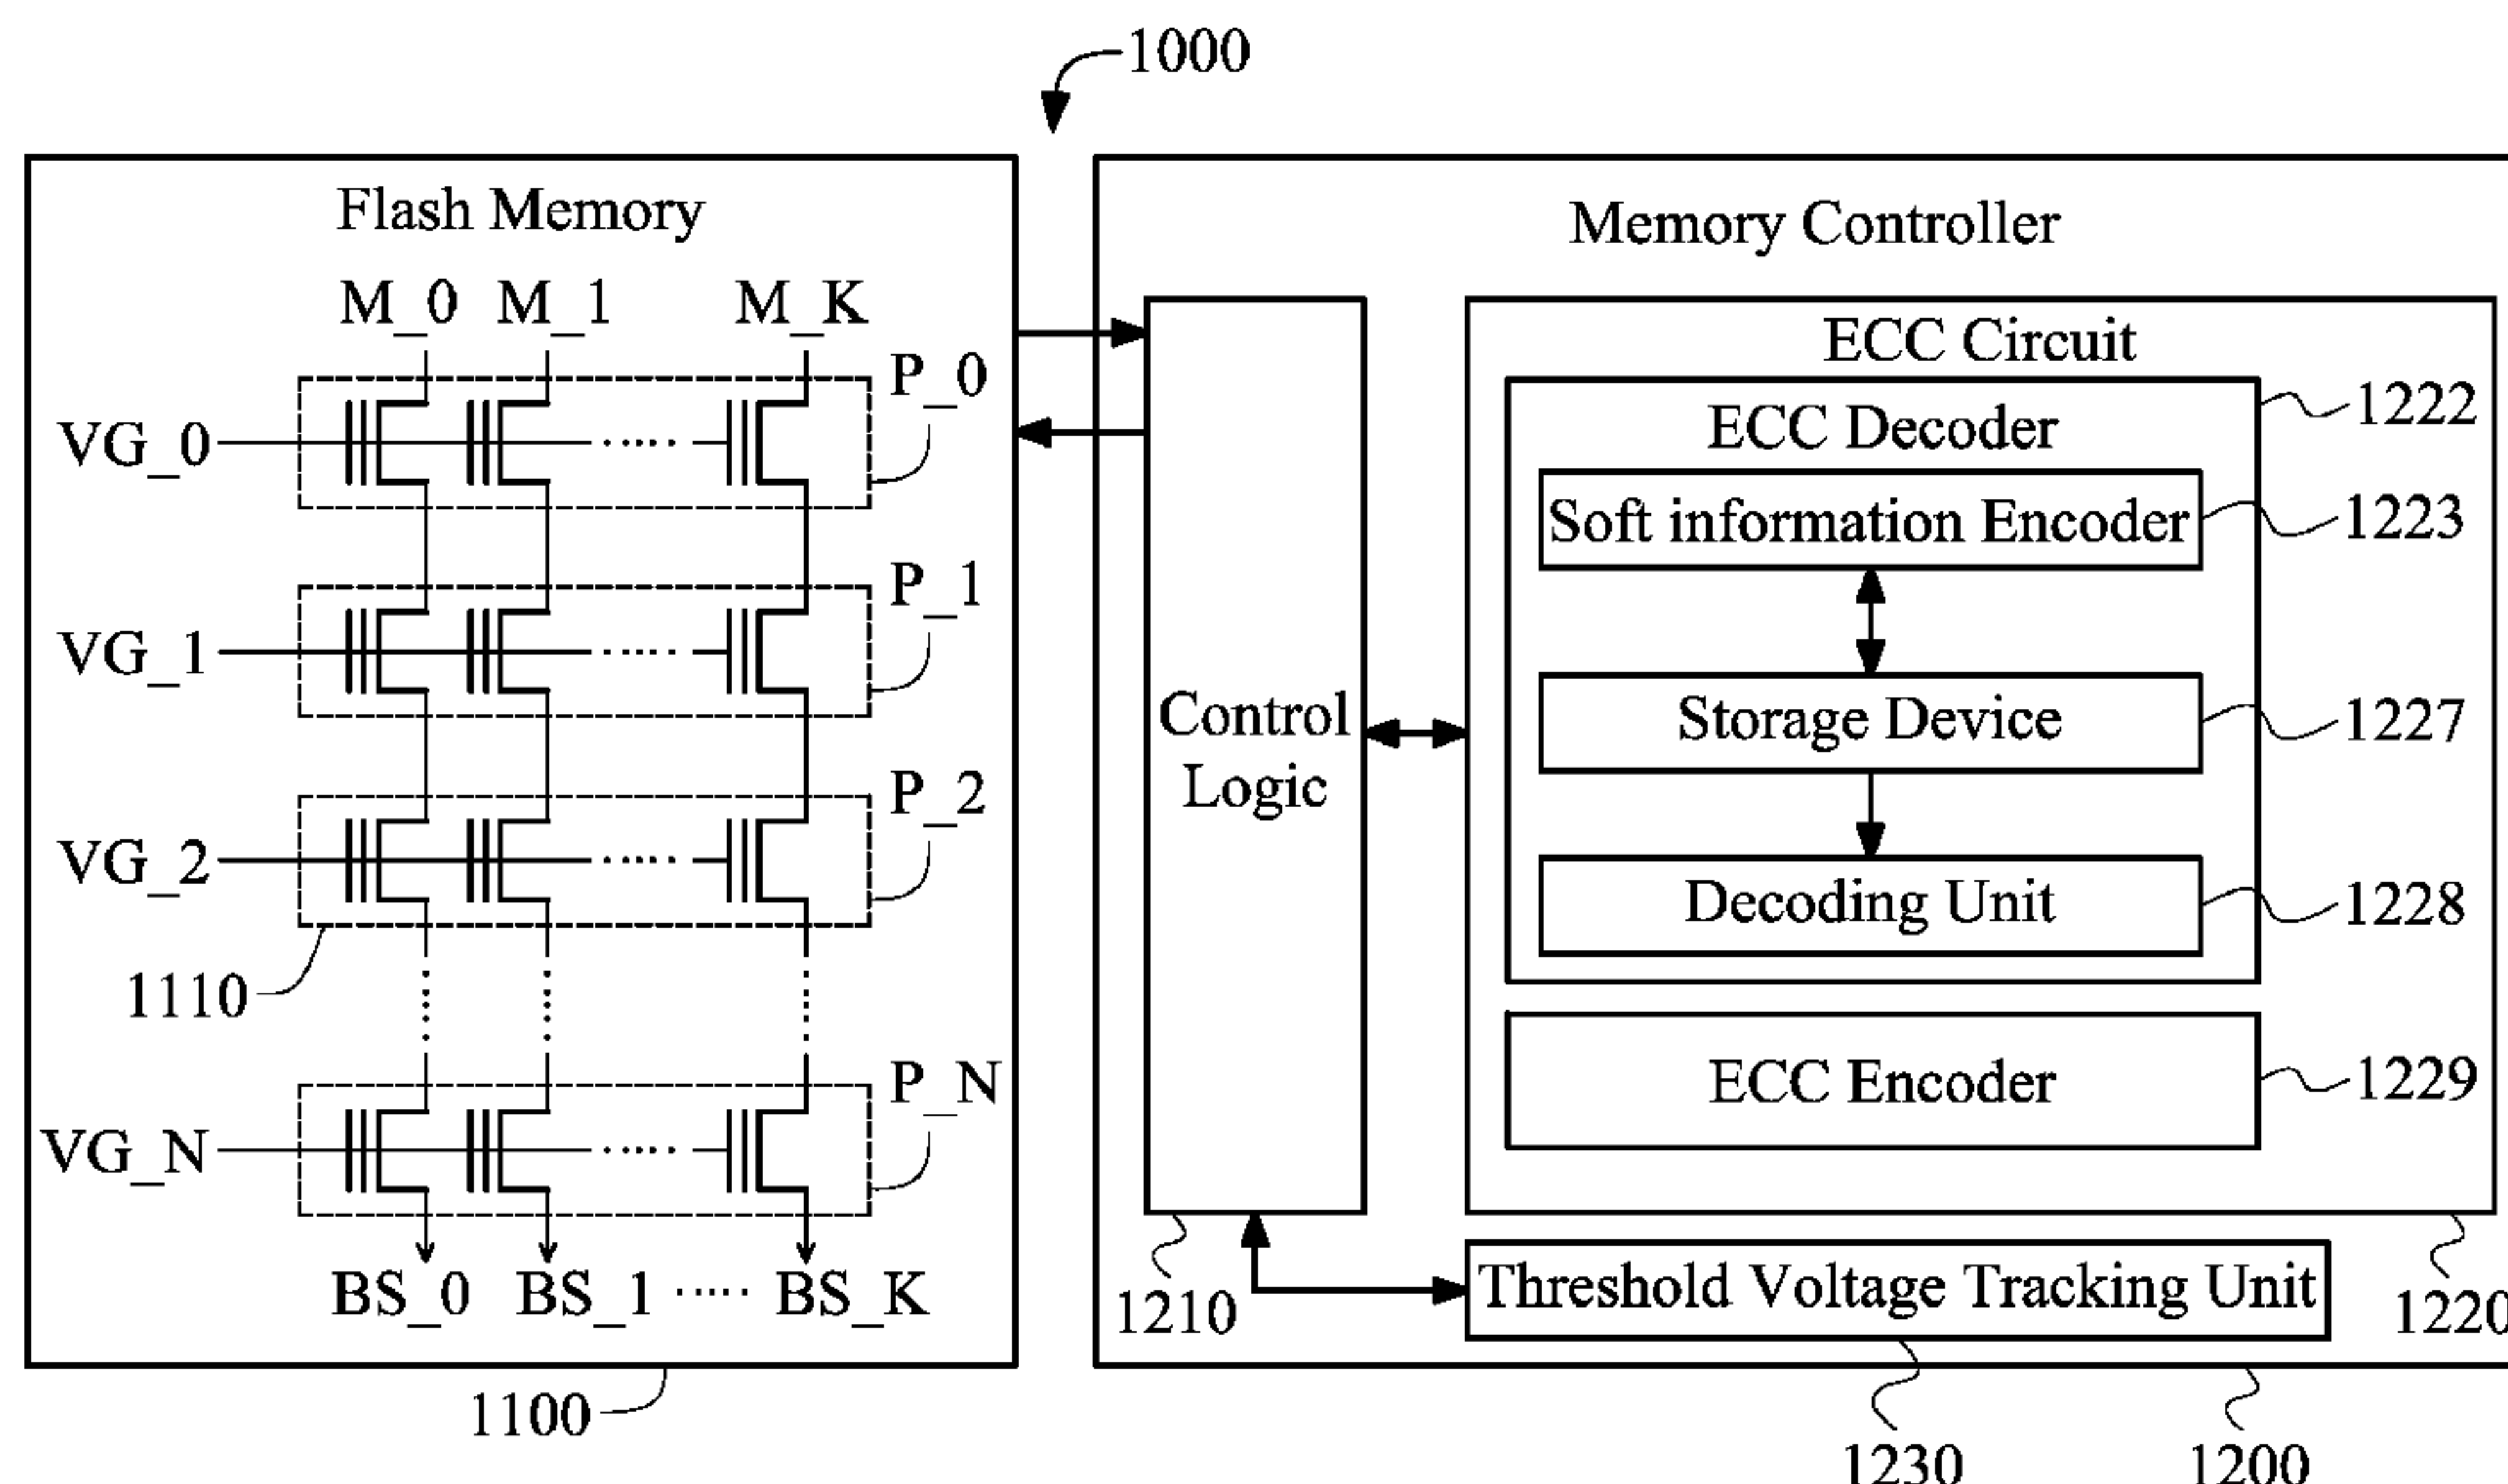 1000
Flash Memory
M_0 M_1 M_K
P_0
VG_0
P_1
VG_1
P_2
VG_2
1110
P_N
VG_N
BS_0 BS_1 ..... BS_K
1100
Memory Controller
Control
Logic
1210
ECC Circuit
ECC Decoder
1222
Soft information Encoder
1223
Storage Device
1227
Decoding Unit
1228
ECC Encoder
1229
1220
Threshold Voltage Tracking Unit
1230
1200